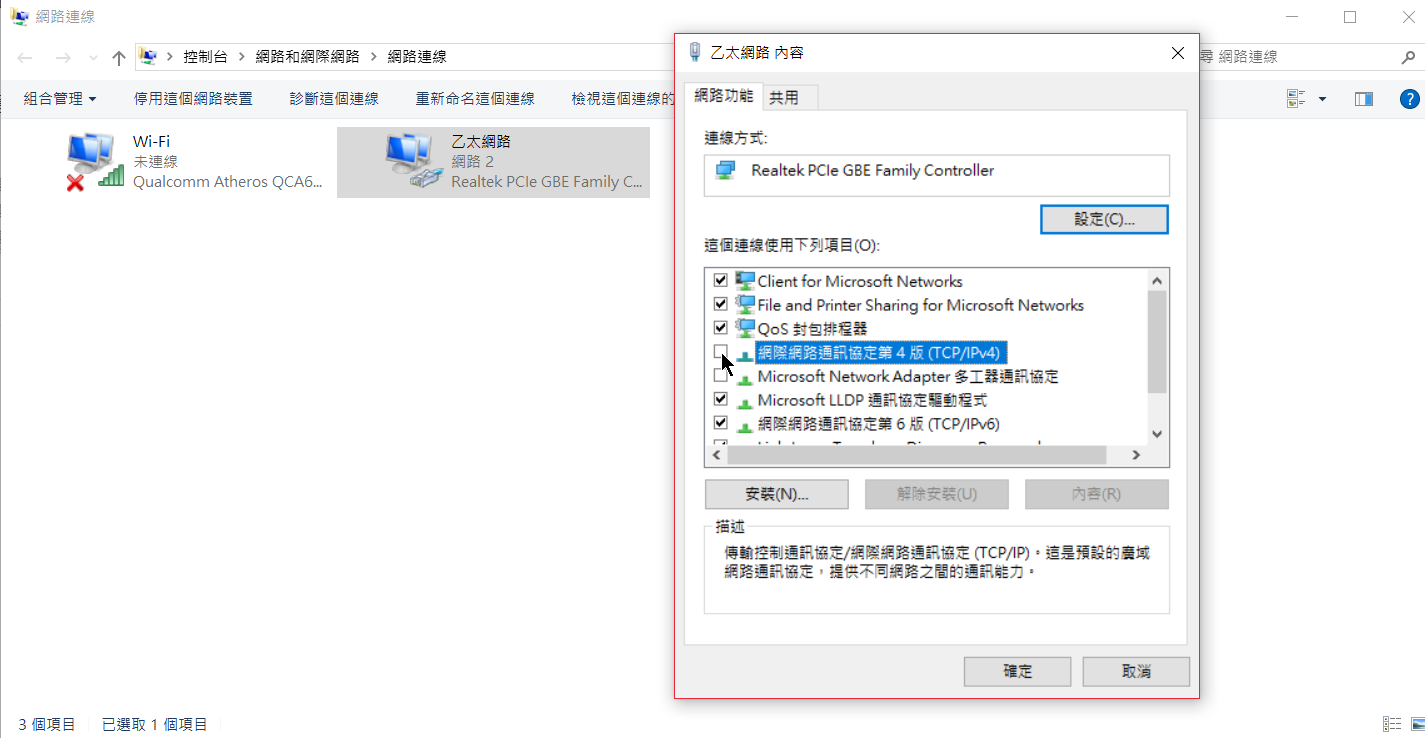 網路連線
控制台 > 網路和網際網路 > 網路連線
尋 網路連線
組合管理 停用這個網路裝置 診斷這個連線 重新命名這個連線 檢視這個連線的
Wi-Fi
未連線
Qualcomm Atheros QCA6...
乙太網路
網路 2
Realtek PCIe GBE Family C...
乙太網路 內容
網路功能 共用
連線方式:
Realtek PCIe GBE Family Controller
設定(C)...
這個連線使用下列項目(O):
Client for Microsoft Networks
File and Printer Sharing for Microsoft Networks
QoS 封包排程器
網際網路通訊協定第 4 版 (TCP/IPv4)
Microsoft Network Adapter 多工器通訊協定
Microsoft LLDP 通訊協定驅動程式
網際網路通訊協定第 6 版 (TCP/IPv6)
安裝(N)... 解除安裝(U) 內容(R)
描述
傳輸控制通訊協定/網際網路通訊協定 (TCP/IP)。這是預設的廣域
網路通訊協定，提供不同網路之間的通訊能力。
確定 取消
3 個項目 已選取 1 個項目